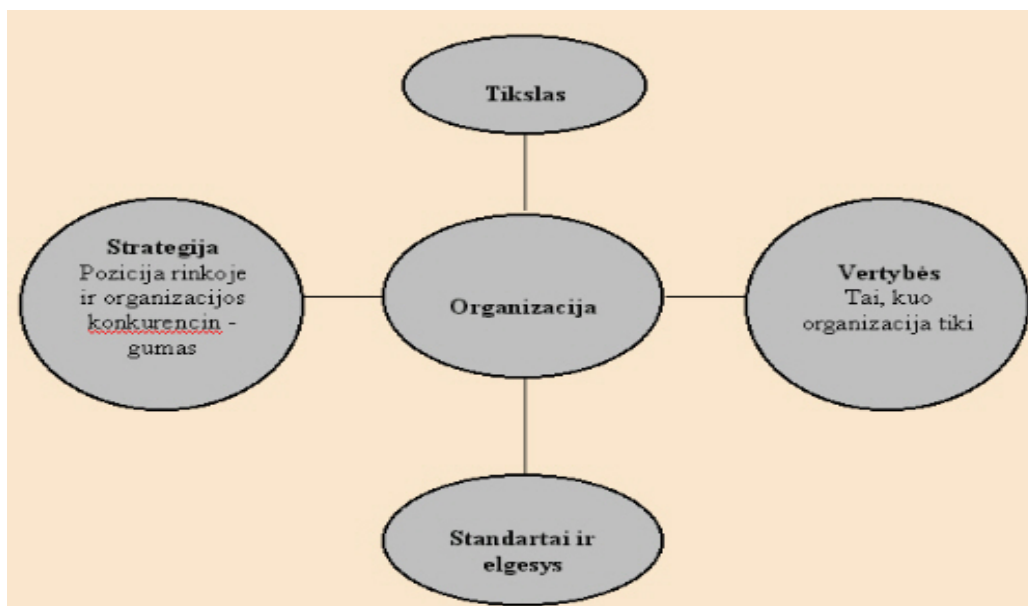 Tikslas
Strategija
Pozicija rinkoje
ir organizacijos
konkurencin -
gumas
Organizacija
Vertybės
Tai, kuo
organizacija tiki
Standartai ir
elgesys